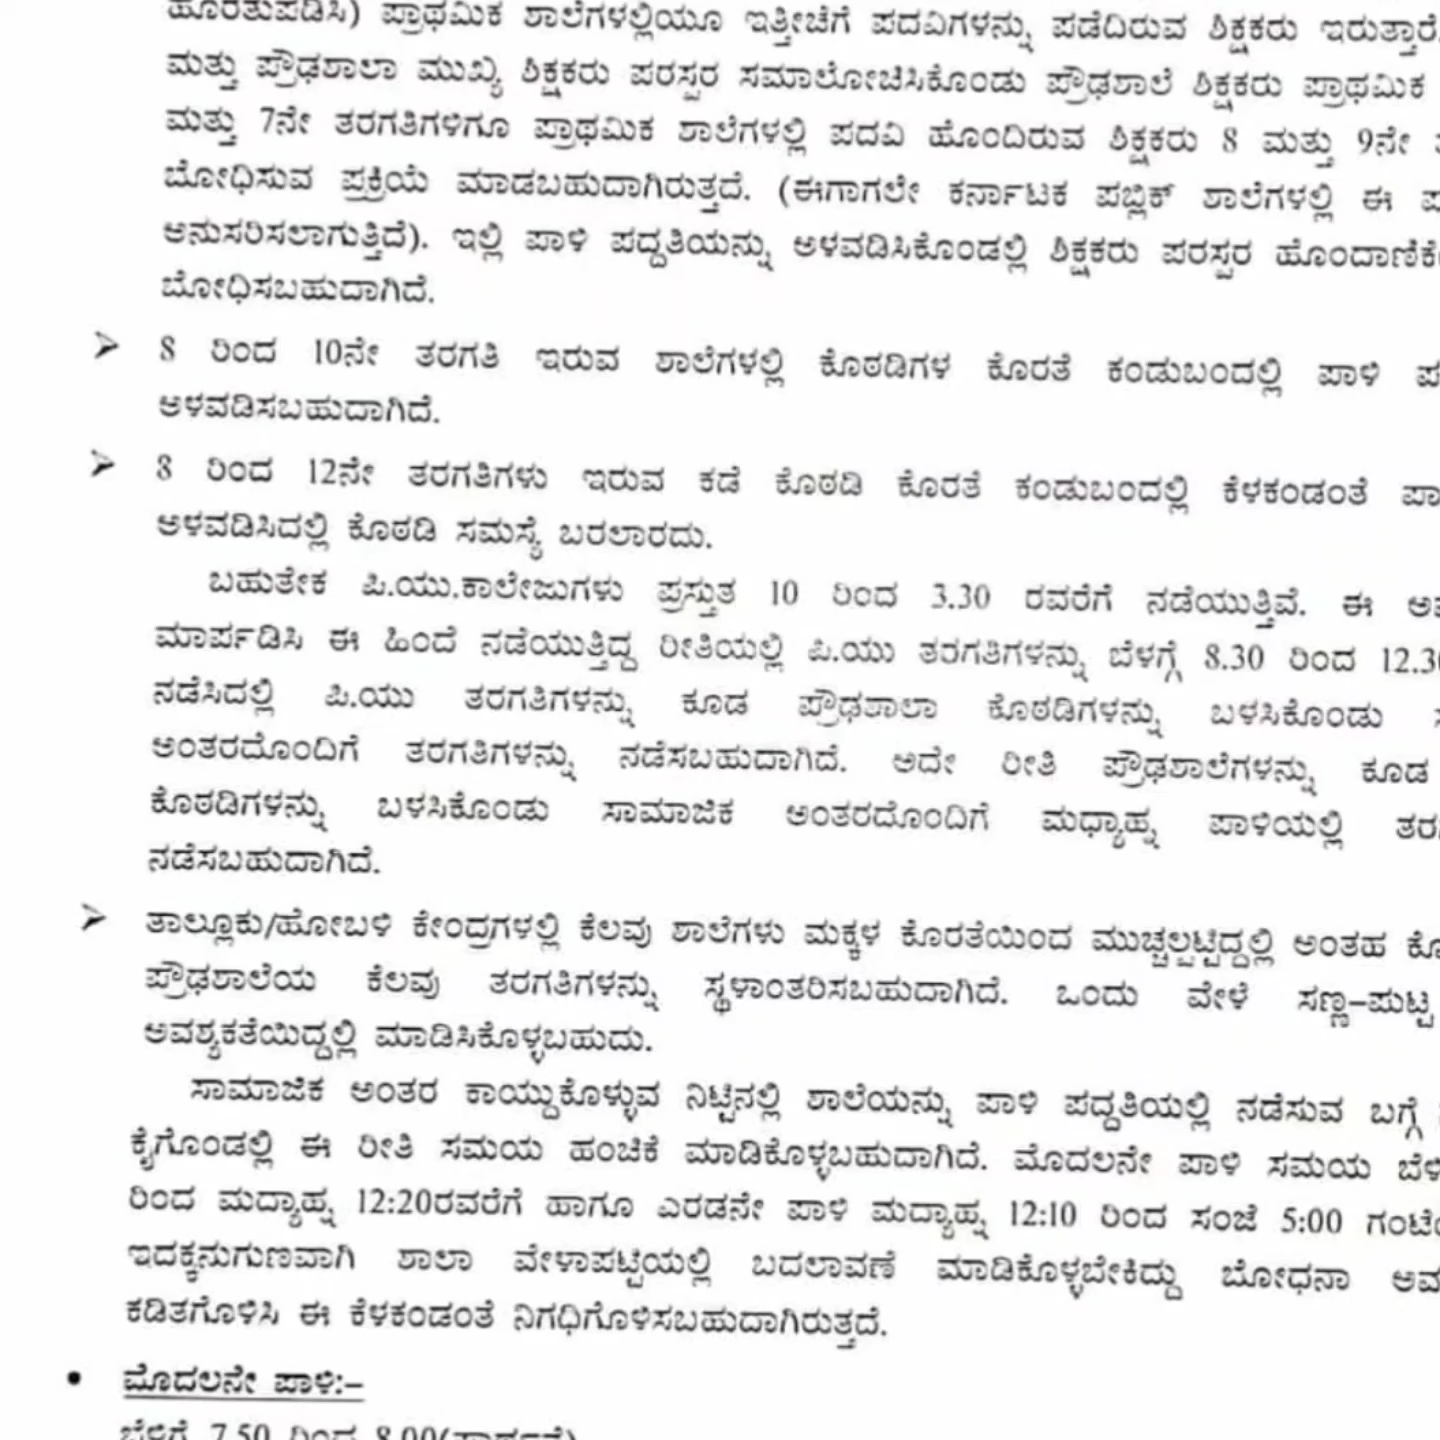 ಹೊರತುಪಡಿಸಿ) ಪ್ರಾಥಮಿಕ ಶಾಲೆಗಳಲ್ಲಿಯೂ ಇತ್ತೀಚೆಗೆ ಪದವಿಗಳನ್ನು ಪಡೆದಿರುವ ಶಿಕ್ಷಕರು ಇರುತ್ತಾರೆ.
ಮತ್ತು ಪ್ರೌಢಶಾಲಾ ಮುಖ್ಯ ಶಿಕ್ಷಕರು ಪರಸ್ಪರ ಸಮಾಲೋಚಿಸಿಕೊಂಡು ಪ್ರೌಢಶಾಲೆ ಶಿಕ್ಷಕರು ಪ್ರಾಥಮಿಕ
ಮತ್ತು 7ನೇ ತರಗತಿಗಳಿಗೂ ಪ್ರಾಥಮಿಕ ಶಾಲೆಗಳಲ್ಲಿ ಪದವಿ ಹೊಂದಿರುವ ಶಿಕ್ಷಕರು 8 ಮತ್ತು 9ನೇ
ಬೋಧಿಸುವ ಪ್ರಕ್ರಿಯೆ ಮಾಡಬಹುದಾಗಿರುತ್ತದೆ. (ಈಗಾಗಲೇ ಕರ್ನಾಟಕ ಪಬ್ಲಿಕ್ ಶಾಲೆಗಳಲ್ಲಿ ಈ
ಅನುಸರಿಸಲಾಗುತ್ತಿದೆ). ಇಲ್ಲಿ ಪಾಳಿ ಪದ್ದತಿಯನ್ನು ಅಳವಡಿಸಿಕೊಂಡಲ್ಲಿ ಶಿಕ್ಷಕರು ಪರಸ್ಪರ
ಬೋಧಿಸಬಹುದಾಗಿದೆ.
➢ 8 ರಿಂದ 10ನೇ ತರಗತಿ ಇರುವ ಶಾಲೆಗಳಲ್ಲಿ ಕೊಠಡಿಗಳ ಕೊರತೆ ಕಂಡುಬಂದಲ್ಲಿ ಪಾಳಿ
ಅಳವಡಿಸಬಹುದಾಗಿದೆ.
➢ 8 ರಿಂದ 12ನೇ ತರಗತಿಗಳು ಇರುವ ಕಡೆ ಕೊಠಡಿ ಕೊರತೆ ಕಂಡುಬಂದಲ್ಲಿ ಕೆಳಕಂಡಂತೆ
ಅಳವಡಿಸಿದಲ್ಲಿ ಕೊಠಡಿ ಸಮಸ್ಯೆ ಬರಲಾರದು.
ಬಹುತೇಕ ಪಿ.ಯು.ಕಾಲೇಜುಗಳು ಪ್ರಸ್ತುತ 10 ರಿಂದ 3.30 ರವರೆಗೆ ನಡೆಯುತ್ತಿವೆ. ಈ
ಮಾರ್ಪಡಿಸಿ ಈ ಹಿಂದೆ ನಡೆಯುತ್ತಿದ್ದ ರೀತಿಯಲ್ಲಿ ಪಿ.ಯು ತರಗತಿಗಳನ್ನು ಬೆಳಗ್ಗೆ 8.30 ರಿಂದ 12.30
ನಡೆಸಿದಲ್ಲಿ ಪಿ.ಯು ತರಗತಿಗಳನ್ನು ಕೂಡ ಪ್ರೌಢಶಾಲಾ ಕೊಠಡಿಗಳನ್ನು ಬಳಸಿಕೊಂಡು
ಅಂತರದೊಂದಿಗೆ ತರಗತಿಗಳನ್ನು ನಡೆಸಬಹುದಾಗಿದೆ. ಅದೇ ರೀತಿ ಪ್ರೌಢಶಾಲೆಗಳನ್ನು ಕೂಡ
ಕೊಠಡಿಗಳನ್ನು ಬಳಸಿಕೊಂಡು ಸಾಮಾಜಿಕ ಅಂತರದೊಂದಿಗೆ ಮಧ್ಯಾಹ್ನ ಪಾಳಿಯಲ್ಲಿ
ನಡೆಸಬಹುದಾಗಿದೆ.
➢ ತಾಲ್ಲೂಕು/ಹೋಬಳಿ ಕೇಂದ್ರಗಳಲ್ಲಿ ಕೆಲವು ಶಾಲೆಗಳು ಮಕ್ಕಳ ಕೊರತೆಯಿಂದ ಮುಚ್ಚಲ್ಪಟ್ಟಿದ್ದಲ್ಲಿ ಅಂತಹ
ಪ್ರೌಢಶಾಲೆಯ ಕೆಲವು ತರಗತಿಗಳನ್ನು ಸ್ಥಳಾಂತರಿಸಬಹುದಾಗಿದೆ. ಒಂದು ವೇಳೆ ಸಣ್ಣ–ಪುಟ್ಟ
ಅವಶ್ಯಕತೆಯಿದ್ದಲ್ಲಿ ಮಾಡಿಸಿಕೊಳ್ಳಬಹುದು.
ಸಾಮಾಜಿಕ ಅಂತರ ಕಾಯ್ದುಕೊಳ್ಳುವ ನಿಟ್ಟಿನಲ್ಲಿ ಶಾಲೆಯನ್ನು ಪಾಳಿ ಪದ್ದತಿಯಲ್ಲಿ ನಡೆಸುವ ಬಗ್ಗೆ
ಕೈಗೊಂಡಲ್ಲಿ ಈ ರೀತಿ ಸಮಯ ಹಂಚಿಕೆ ಮಾಡಿಕೊಳ್ಳಬಹುದಾಗಿದೆ. ಮೊದಲನೇ ಪಾಳಿ ಸಮಯ
ರಿಂದ ಮದ್ಯಾಹ್ನ 12:20ರವರೆಗೆ ಹಾಗೂ ಎರಡನೇ ಪಾಳಿ ಮದ್ಯಾಹ್ನ 12:10 ರಿಂದ ಸಂಜೆ 5:00
ಇದಕ್ಕನುಗುಣವಾಗಿ ಶಾಲಾ ವೇಳಾಪಟ್ಟಿಯಲ್ಲಿ ಬದಲಾವಣೆ ಮಾಡಿಕೊಳ್ಳಬೇಕಿದ್ದು ಬೋಧನಾ
ಕಡಿತಗೊಳಿಸಿ ಈ ಕೆಳಕಂಡಂತೆ ನಿಗಧಿಗೊಳಿಸಬಹುದಾಗಿರುತ್ತದೆ.
• ಮೊದಲನೇ ಪಾಳಿ:–
7.50 ರಿಂದ 8.00